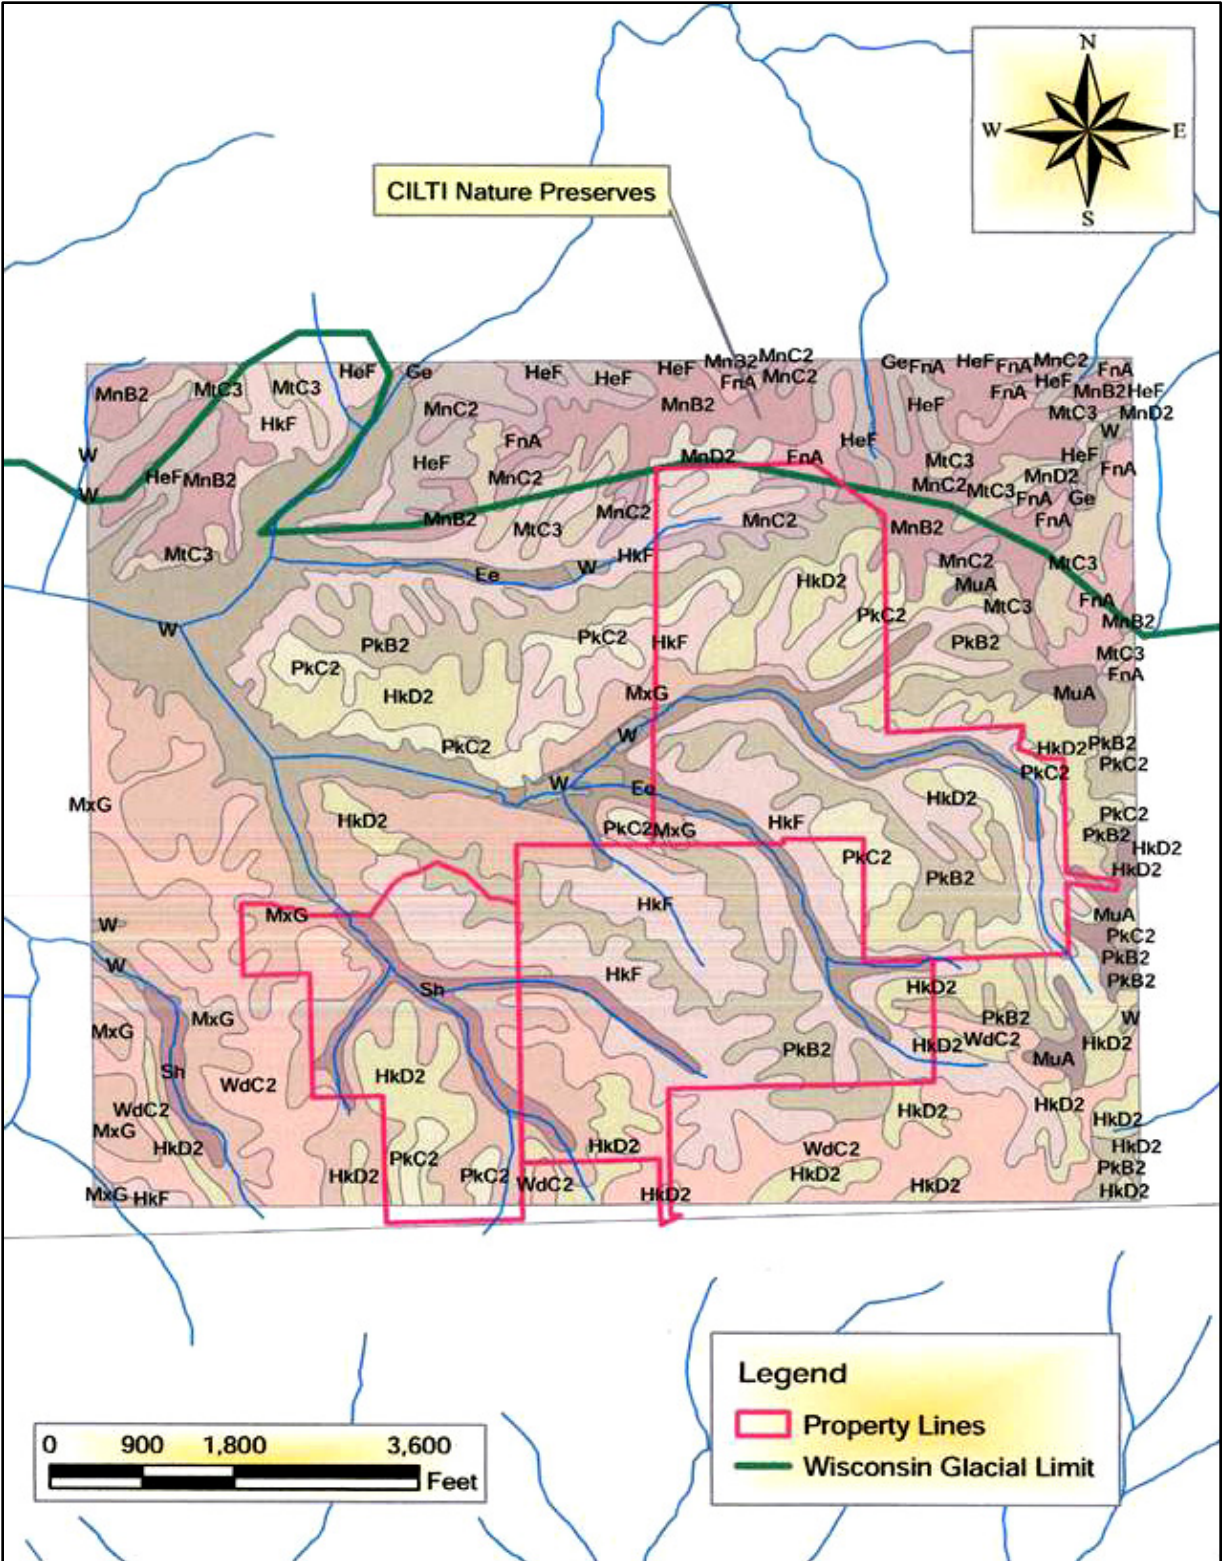 N
W E
S
CILTI Nature Preserves
MnB2 MnC2
HeF
FnA MnC2
Ge FnA HeF FnA MnC2 FnA
HeF Ge HeF HeF
MnB2 MtC3 MtC3 HkF
MnC2
MnB2
HeF
FnA HeF MnB2 HeF
MtC3 MnD2
W
FnA
HeF
MnC2
MnD2 FnA HeF
MtC3
HeF
MnD2 FnA
W
HeF MnB2
W
MnC2 MtC3 FnA Ge
FnA
MnB2 MtC3 MnC2 MnC2 MnB2
MtC3
Ee W HkF
MnC2 MtC3
HkD2 MuA
MtC3 FnA
MnB2
W
PkC2
PkB2 PkC2 HkF PkB2
PkC2
MtC3
FnA
HkD2 MxG MuA
W
PkC2
HkD2 PkB2
PkC2
PkC2
W Ee
MxG HkD2
HkD2 PkC2
PkC2 MxG HkF
PkB2
HkD2
PkC2
HkD2
PkB2
HkF
MxG
MuA
W
PkC2
PkB2
W
HkF
PkB2
Sh HkD2
MxG MxG
PkB2 W
HkD2 WdC2 HkD2
PkB2
MuA
Sh
WdC2 HkD2
WdC2
MxG
HkD2 HkD2
HkD2
HkD2
HkD2
WdC2
HkD2
PkC2
PkB2
HkD2 PkC2 WdC2
HkD2
HkD2 HkD2
HkD2
MxG HkF
Legend
Property Lines
Wisconsin Glacial Limit
0 900 1,800 3,600
Feet